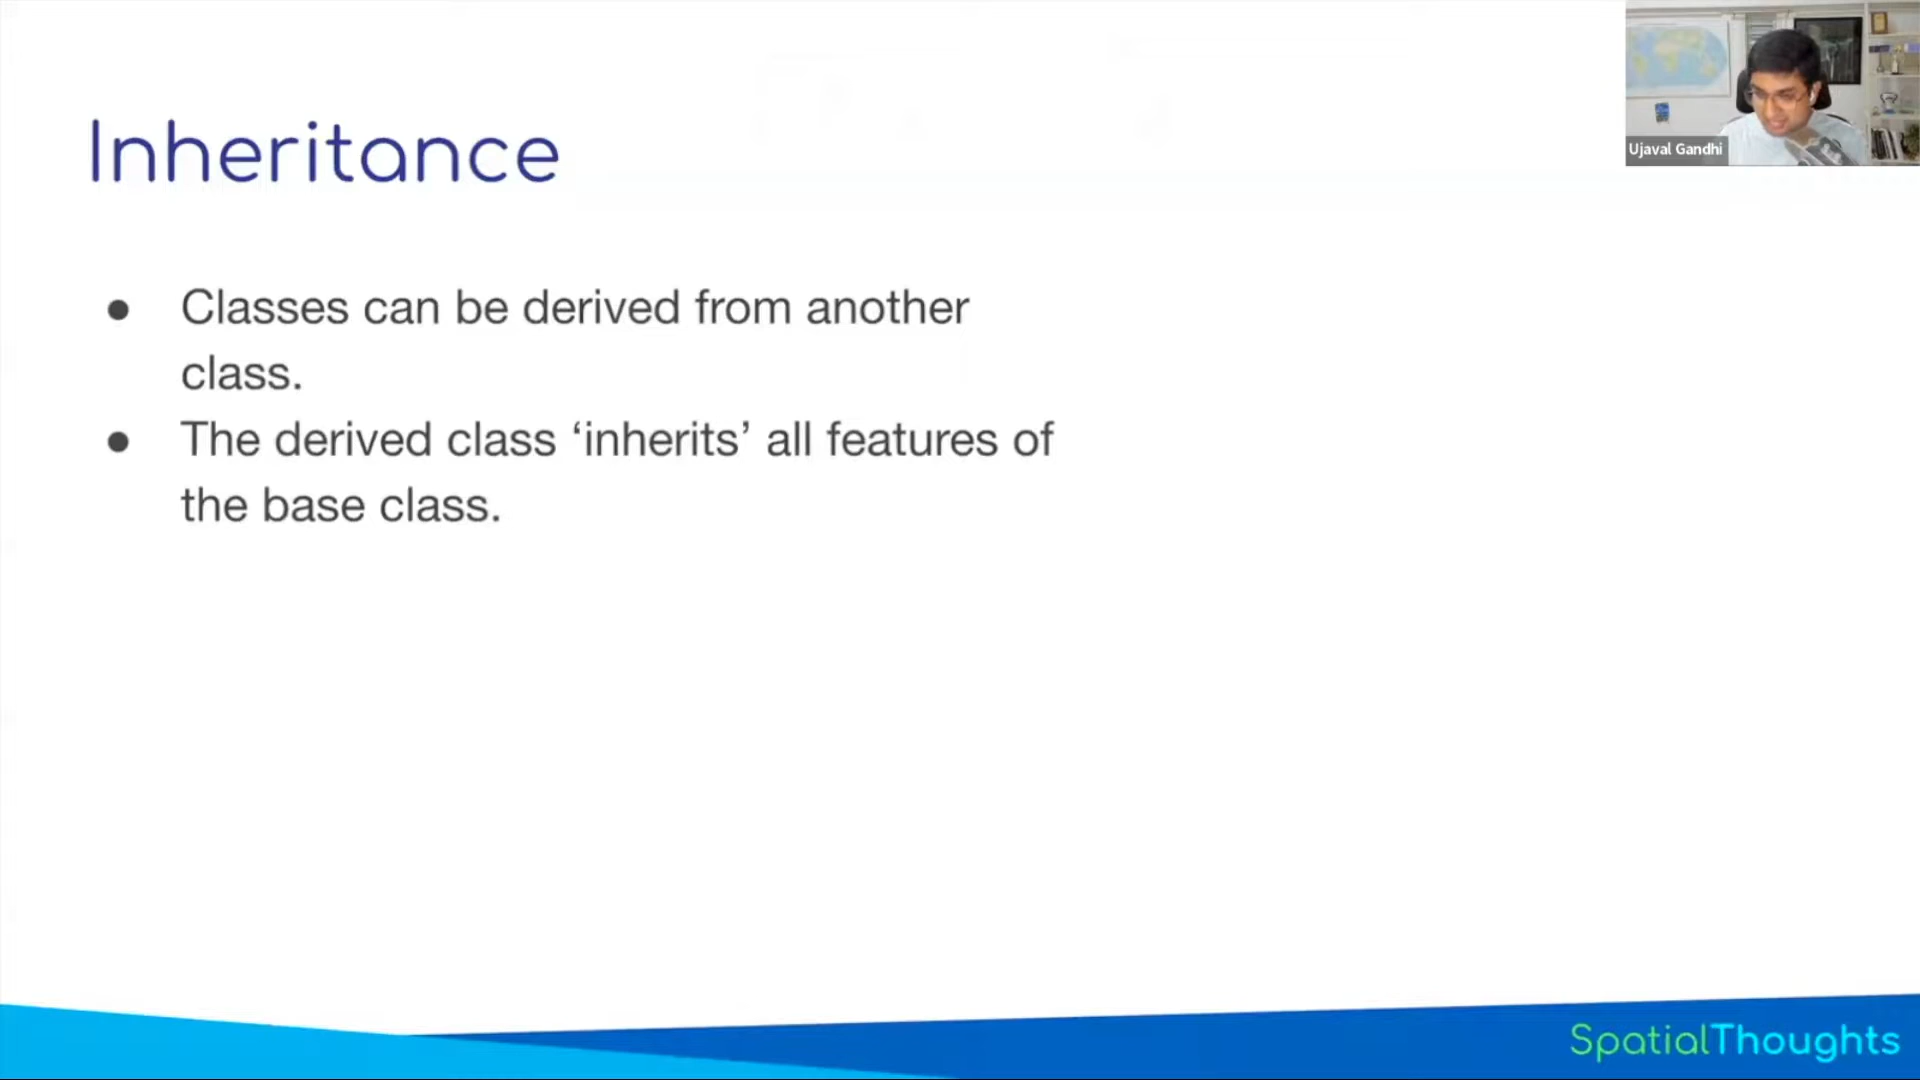 Inheritance
Ujaval Gandhi
● Classes can be derived from another
class.
● The derived class ‘inherits’ all features of
the base class.
SpatialThoughts